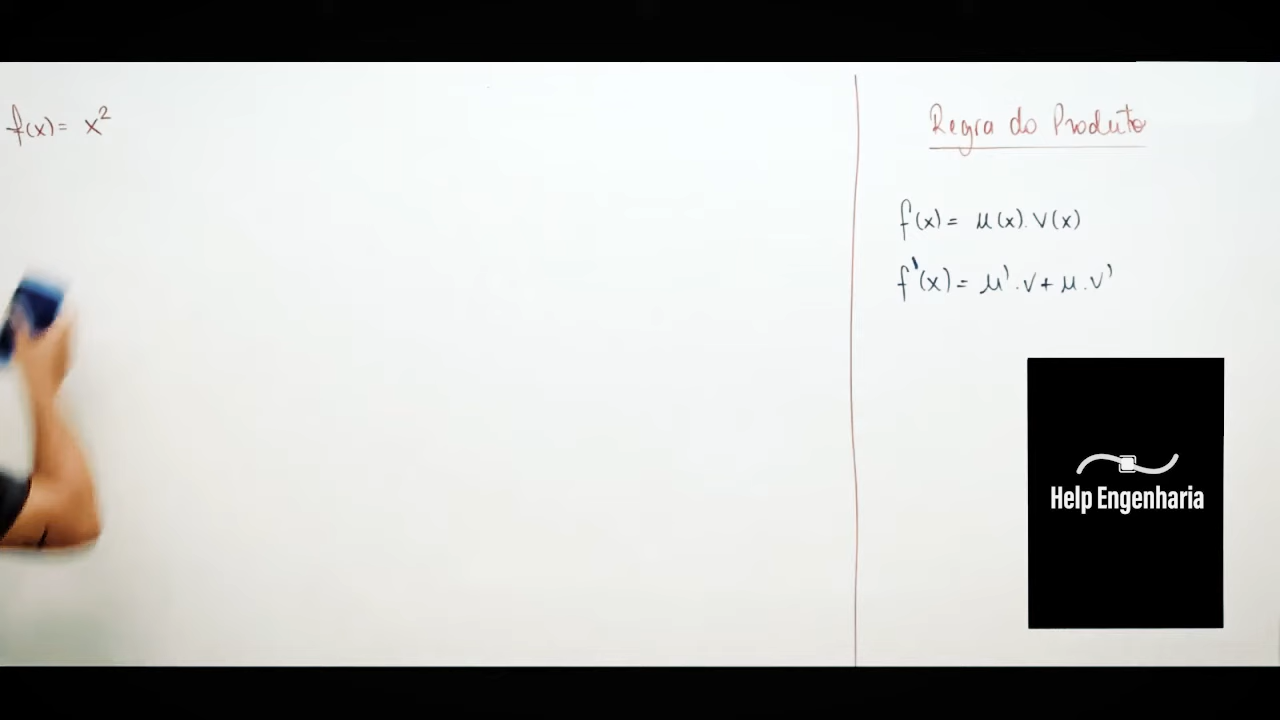 f(x) = x²
Regra do Produto
f(x) = μ(x).v(x)
f'(x) = μ'.v + μ.v'
Help Engenharia